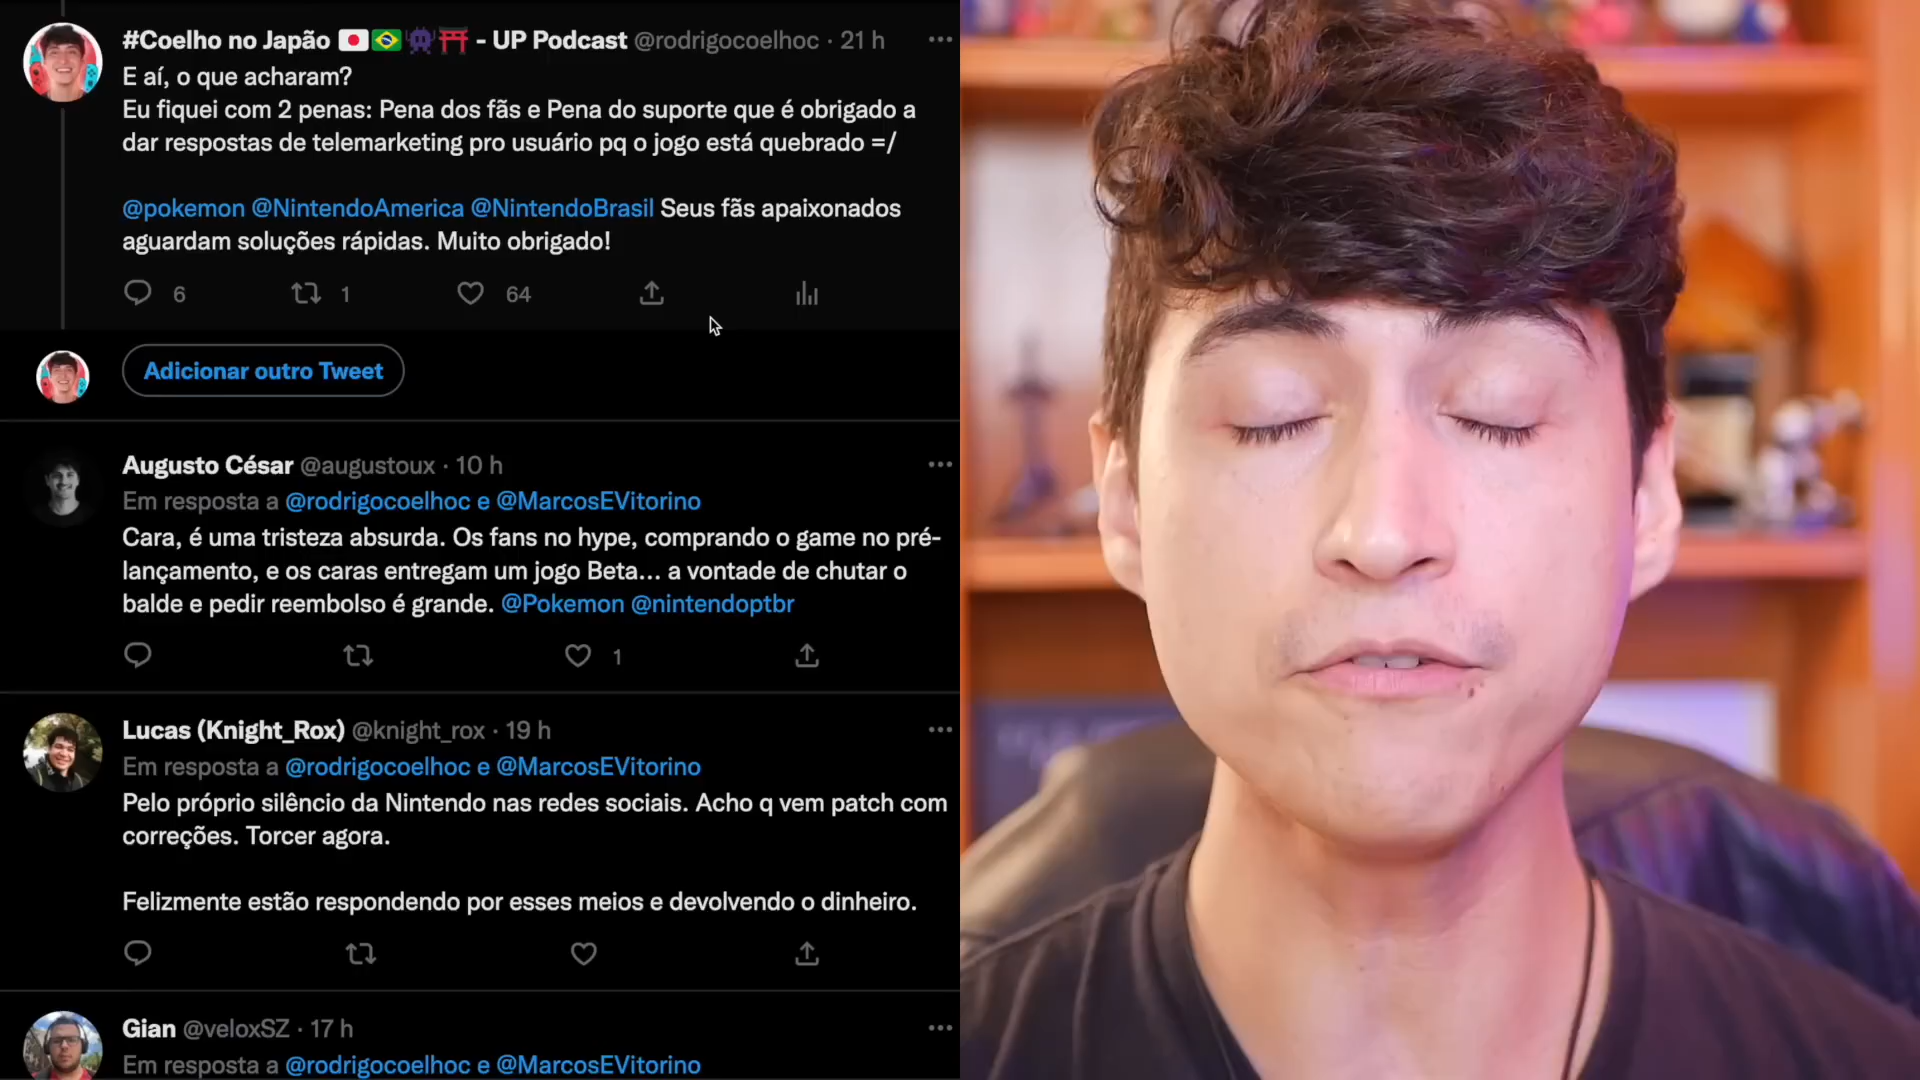 #Coelho no Japão 🇯🇵🇧🇷👾⛩️ - UP Podcast @rodrigocoelhoc · 21 h
E aí, o que acharam?
Eu fiquei com 2 penas: Pena dos fãs e Pena do suporte que é obrigado a
dar respostas de telemarketing pro usuário pq o jogo está quebrado =/
@pokemon @NintendoAmerica @NintendoBrasil Seus fãs apaixonados
aguardam soluções rápidas. Muito obrigado!
6 1 64
Adicionar outro Tweet
Augusto César @augustoux · 10 h
Em resposta a @rodrigocoelhoc e @MarcosEVitorino
Cara, é uma tristeza absurda. Os fans no hype, comprando o game no pré-
lançamento, e os caras entregam um jogo Beta... a vontade de chutar o
balde e pedir reembolso é grande. @Pokemon @nintendoptbr
1
Lucas (Knight_Rox) @knight_rox · 19 h
Em resposta a @rodrigocoelhoc e @MarcosEVitorino
Pelo próprio silêncio da Nintendo nas redes sociais. Acho q vem patch com
correções. Torcer agora.
Felizmente estão respondendo por esses meios e devolvendo o dinheiro.
Gian @veloxSZ · 17 h
Em resposta a @rodrigocoelhoc e @MarcosEVitorino